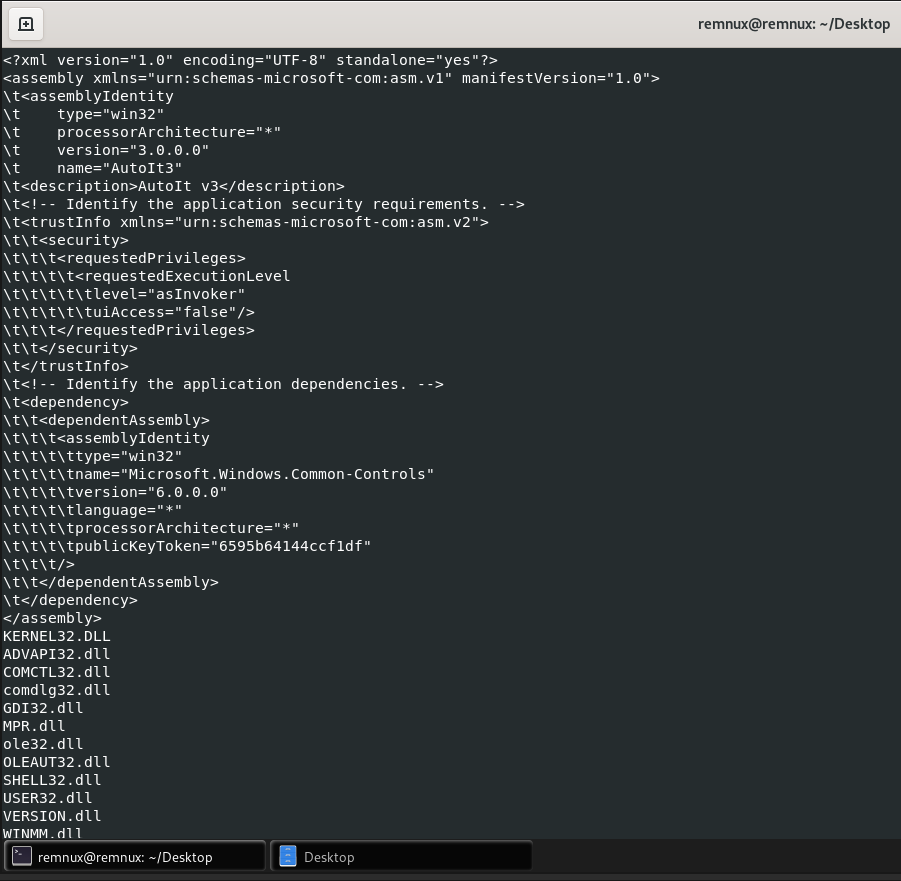 remnux@remnux: ~/Desktop
<?xml version="1.0" encoding="UTF-8" standalone="yes"?>
<assembly xmlns="urn:schemas-microsoft-com:asm.v1" manifestVersion="1.0">
\t<assemblyIdentity
\t    type="win32"
\t    processorArchitecture="*"
\t    version="3.0.0.0"
\t    name="AutoIt3"
\t<description>AutoIt v3</description>
\t<!-- Identify the application security requirements. -->
\t<trustInfo xmlns="urn:schemas-microsoft-com:asm.v2">
\t\t<security>
\t\t\t<requestedPrivileges>
\t\t\t\t<requestedExecutionLevel
\t\t\t\t\tlevel="asInvoker"
\t\t\t\t\tuiAccess="false"/>
\t\t\t</requestedPrivileges>
\t\t</security>
\t</trustInfo>
\t<!-- Identify the application dependencies. -->
\t<dependency>
\t\t<dependentAssembly>
\t\t\t<assemblyIdentity
\t\t\t\ttype="win32"
\t\t\t\tname="Microsoft.Windows.Common-Controls"
\t\t\t\tversion="6.0.0.0"
\t\t\t\tlanguage="*"
\t\t\t\tprocessorArchitecture="*"
\t\t\t\tpublicKeyToken="6595b64144ccf1df"
\t\t\t/>
\t\t</dependentAssembly>
\t</dependency>
</assembly>
KERNEL32.DLL
ADVAPI32.dll
COMCTL32.dll
comdlg32.dll
GDI32.dll
MPR.dll
ole32.dll
OLEAUT32.dll
SHELL32.dll
USER32.dll
VERSION.dll
WINMM.dll
remnux@remnux: ~/Desktop
Desktop